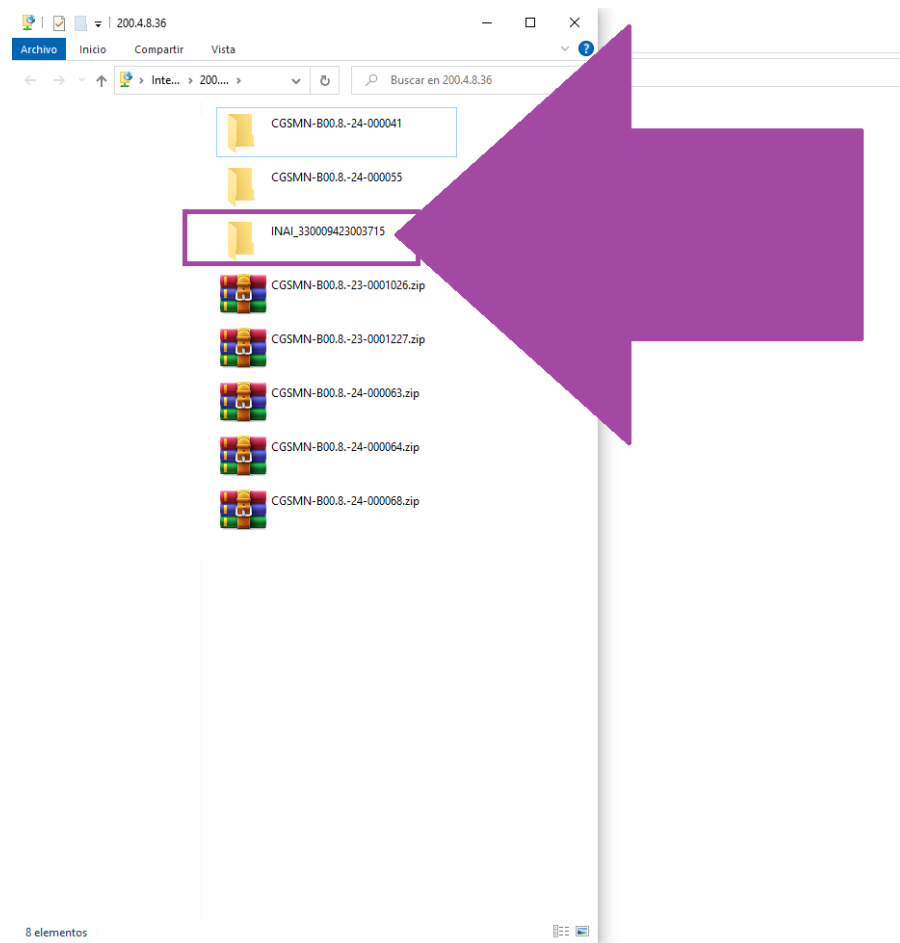 200.4.8.36
Archivo Inicio Compartir Vista
Inte... 200.... Buscar en 200.4.8.36
CGSMN-B00.8.-24-000041
CGSMN-B00.8.-24-000055
INAI_330009423003715
CGSMN-B00.8.-23-0001026.zip
CGSMN-B00.8.-23-0001227.zip
CGSMN-B00.8.-24-000063.zip
CGSMN-B00.8.-24-000064.zip
CGSMN-B00.8.-24-000068.zip
8 elementos